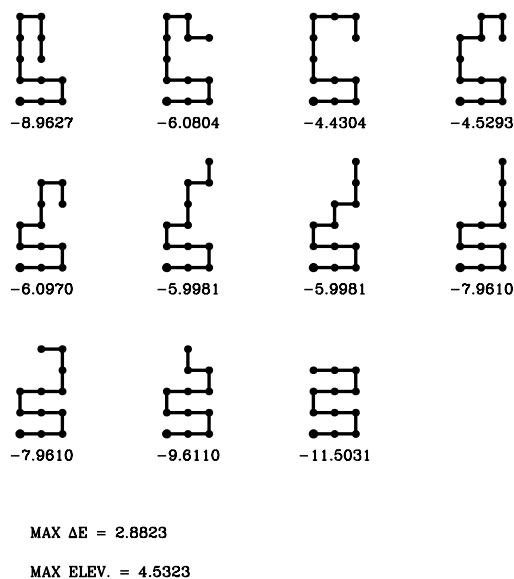 -8.9627 -6.0804 -4.4304 -4.5293
-6.0970 -5.9981 -5.9981 -7.9610
-7.9610 -9.6110 -11.5031
MAX ΔE = 2.8823
MAX ELEV. = 4.5323